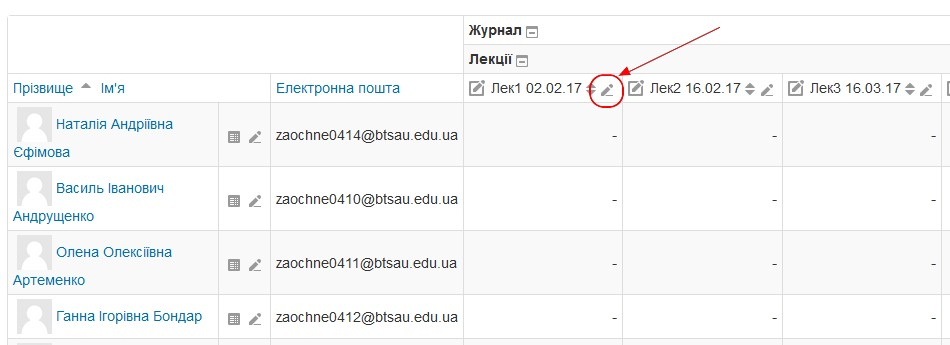 Журнал
Лекції
Прізвище Ім'я Електронна пошта Лек1 02.02.17 Лек2 16.02.17 Лек3 16.03.17
Наталія Андріївна
Єфімова zaochne0414@btsau.edu.ua - - -
Василь Іванович
Андрущенко zaochne0410@btsau.edu.ua - - -
Олена Олексіївна
Артеменко zaochne0411@btsau.edu.ua - - -
Ганна Ігорівна Бондар zaochne0412@btsau.edu.ua - - -